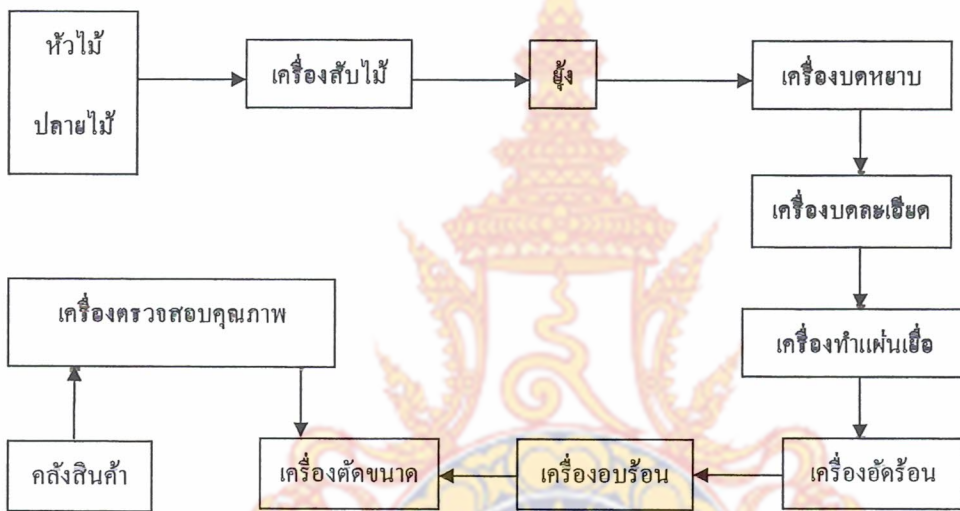 หัวไม้
ปลายไม้
เครื่องสับไม้
ยุ้ง
เครื่องบดหยาบ
เครื่องบดละเอียด
เครื่องทำแผ่นเยื่อ
เครื่องอัดร้อน
เครื่องอบร้อน
เครื่องตัดขนาด
เครื่องตรวจสอบคุณภาพ
คลังสินค้า